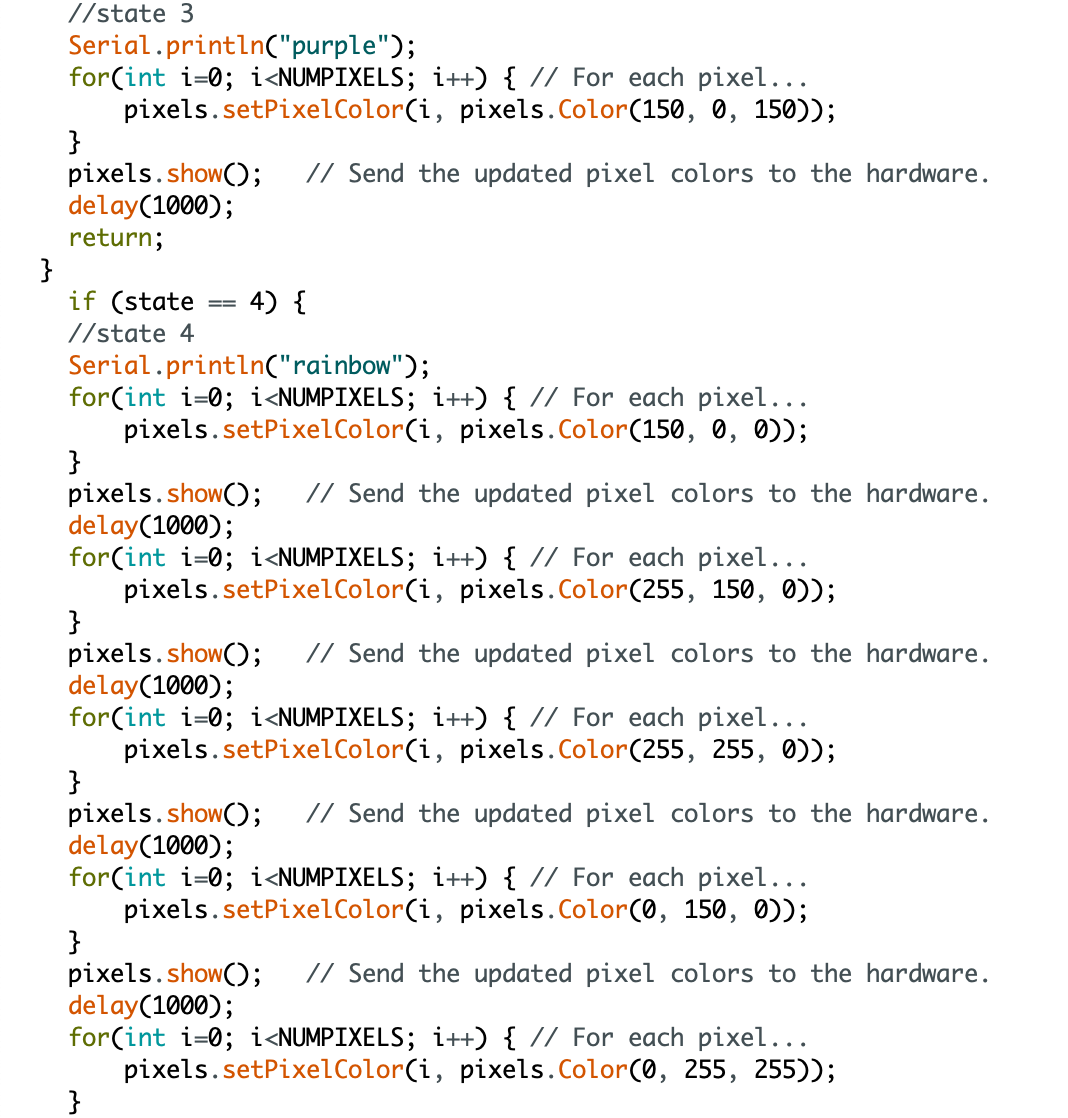 //state 3
Serial.println("purple");
for(int i=0; i<NUMPIXELS; i++) { // For each pixel...
pixels.setPixelColor(i, pixels.Color(150, 0, 150));
}
pixels.show();   // Send the updated pixel colors to the hardware.
delay(1000);
return;
}
if (state == 4) {
//state 4
Serial.println("rainbow");
for(int i=0; i<NUMPIXELS; i++) { // For each pixel...
pixels.setPixelColor(i, pixels.Color(150, 0, 0));
}
pixels.show();   // Send the updated pixel colors to the hardware.
delay(1000);
for(int i=0; i<NUMPIXELS; i++) { // For each pixel...
pixels.setPixelColor(i, pixels.Color(255, 150, 0));
}
pixels.show();   // Send the updated pixel colors to the hardware.
delay(1000);
for(int i=0; i<NUMPIXELS; i++) { // For each pixel...
pixels.setPixelColor(i, pixels.Color(255, 255, 0));
}
pixels.show();   // Send the updated pixel colors to the hardware.
delay(1000);
for(int i=0; i<NUMPIXELS; i++) { // For each pixel...
pixels.setPixelColor(i, pixels.Color(0, 150, 0));
}
pixels.show();   // Send the updated pixel colors to the hardware.
delay(1000);
for(int i=0; i<NUMPIXELS; i++) { // For each pixel...
pixels.setPixelColor(i, pixels.Color(0, 255, 255));
}